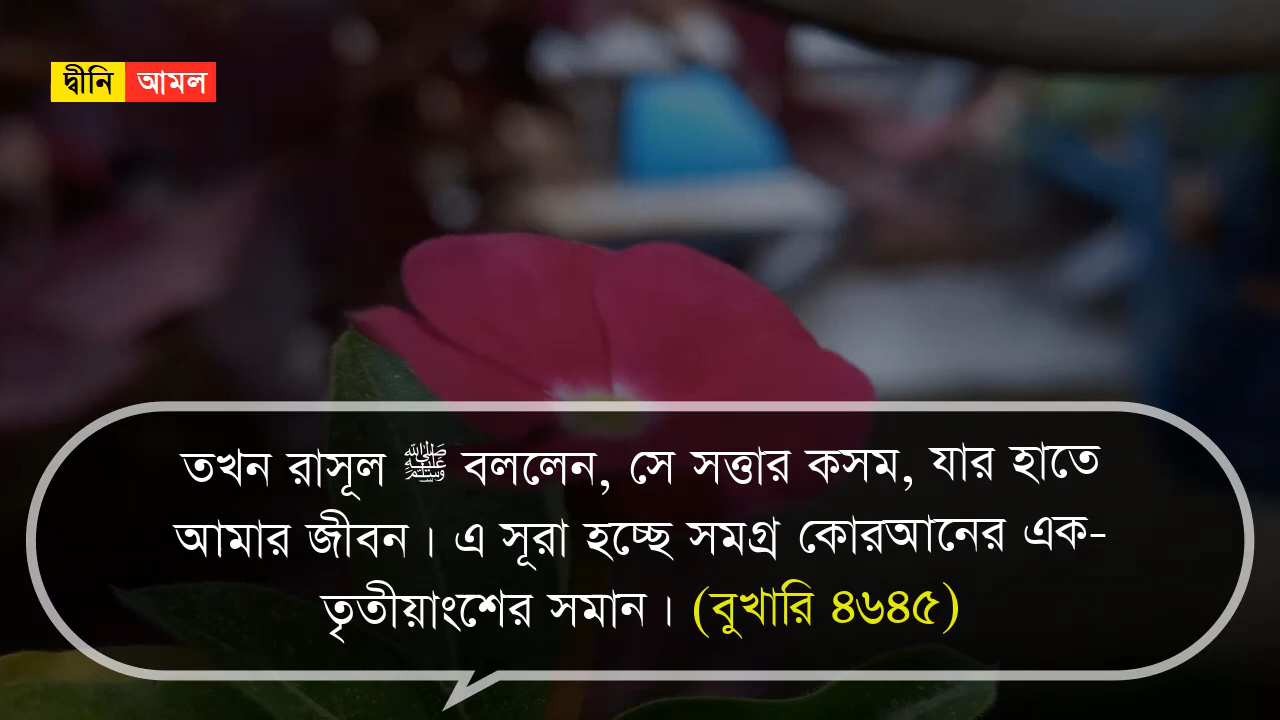 দ্বীনি আমল
তখন রাসূল ﷺ বললেন, সে সত্তার কসম, যার হাতে
আমার জীবন। এ সূরা হচ্ছে সমগ্র কোরআনের এক-
তৃতীয়াংশের সমান। (বুখারি ৪৬৪৫)